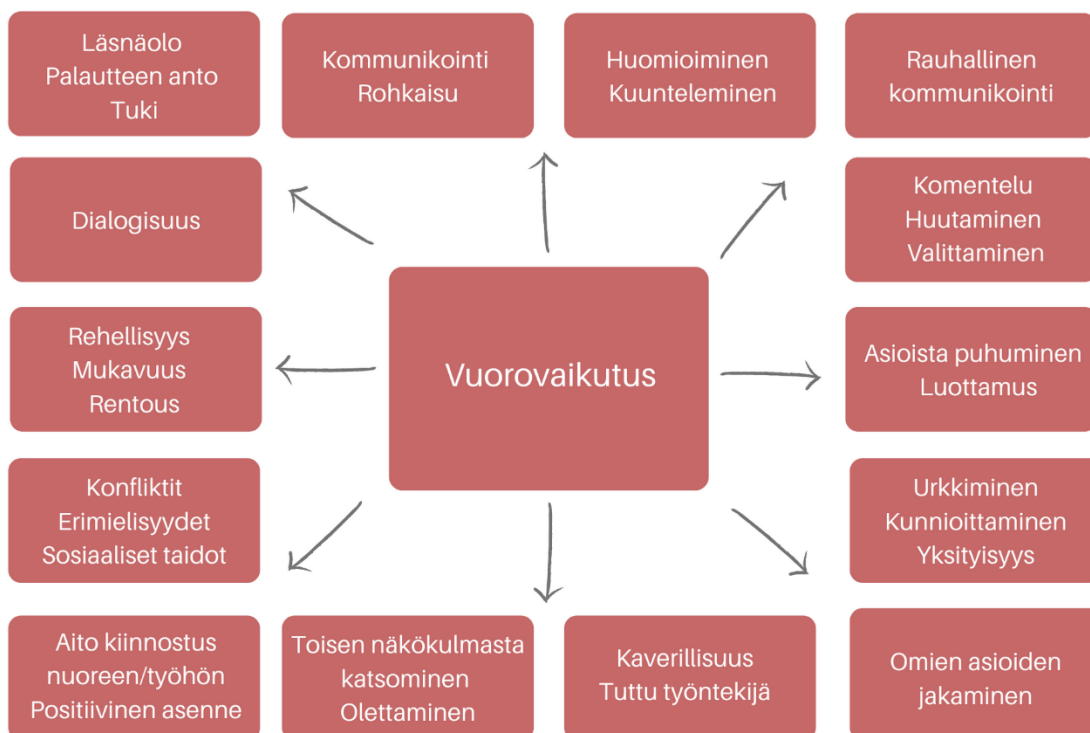 Läsnäolo
Palautteen anto
Tuki
Kommunikointi
Rohkaisu
Huomioiminen
Kuunteleminen
Rauhallinen
kommunikointi
Dialogisuus
Komentelu
Huutaminen
Valittaminen
Rehellisyys
Mukavuus
Rentous
Vuorovaikutus
Asioista puhuminen
Luottamus
Konfliktit
Erimielisyydet
Sosiaaliset taidot
Urkkiminen
Kunnioittaminen
Yksityisyys
Aito kiinnostus
nuoreen/työhön
Positiivinen asenne
Toisen näkökulmasta
katsominen
Olettaminen
Kaverillisuus
Tuttu työntekijä
Omien asioiden
jakaminen